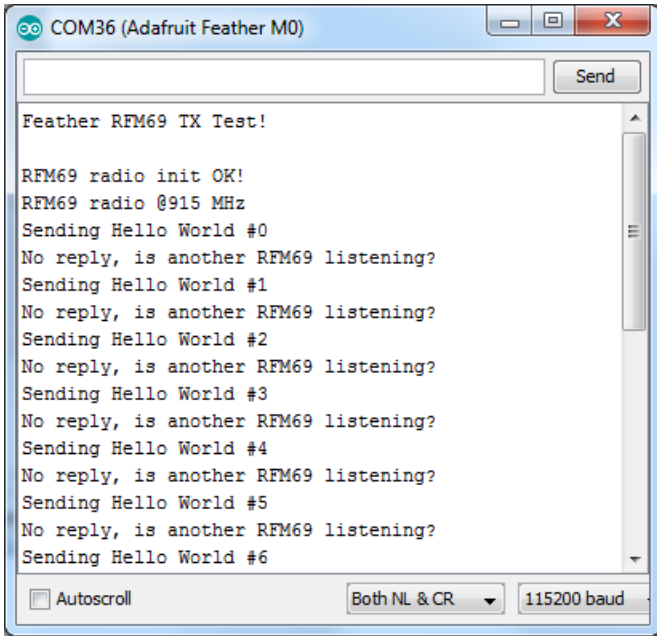 COM36 (Adafruit Feather M0)
Send
Feather RFM69 TX Test!
RFM69 radio init OK!
RFM69 radio @915 MHz
Sending Hello World #0
No reply, is another RFM69 listening?
Sending Hello World #1
No reply, is another RFM69 listening?
Sending Hello World #2
No reply, is another RFM69 listening?
Sending Hello World #3
No reply, is another RFM69 listening?
Sending Hello World #4
No reply, is another RFM69 listening?
Sending Hello World #5
No reply, is another RFM69 listening?
Sending Hello World #6
Autoscroll Both NL & CR 115200 baud